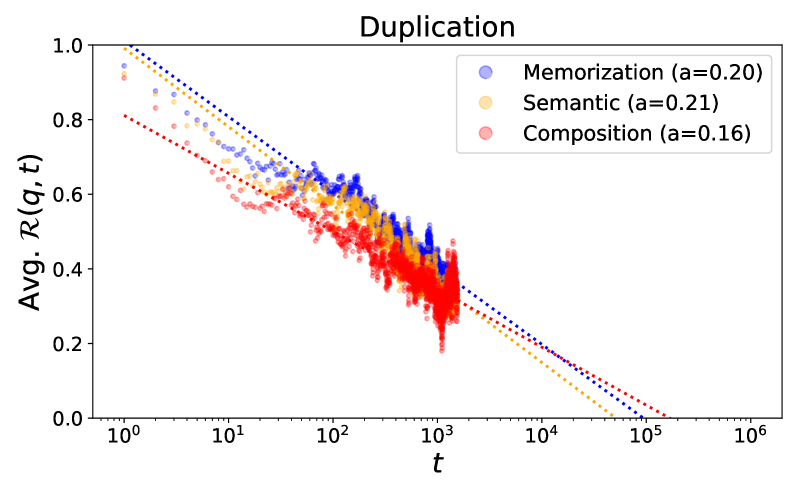 Duplication
Avg. R(q, t)
1.0
0.8
0.6
0.4
0.2
0.0
Memorization (a=0.20)
Semantic (a=0.21)
Composition (a=0.16)
10⁰ 10¹ 10² 10³ 10⁴ 10⁵ 10⁶
t